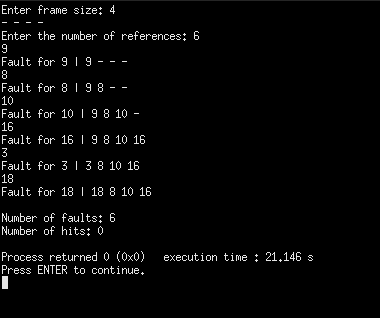 Enter frame size: 4
- - - -
Enter the number of references: 6
9
Fault for 9 | 9 - - -
8
Fault for 8 | 9 8 - -
10
Fault for 10 | 9 8 10 -
16
Fault for 16 | 9 8 10 16
3
Fault for 3 | 3 8 10 16
18
Fault for 18 | 18 8 10 16
Number of faults: 6
Number of hits: 0
Process returned 0 (0x0)   execution time : 21.146 s
Press ENTER to continue.